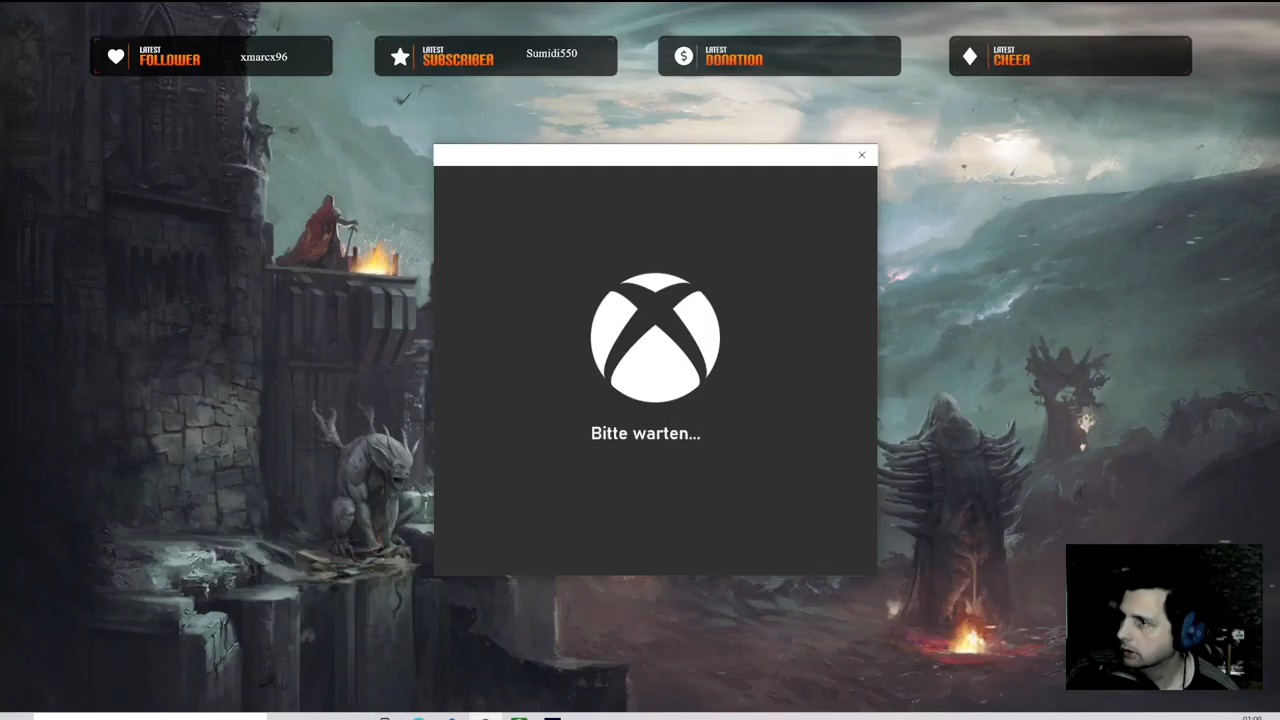 LATEST
FOLLOWER
xmarcx96
LATEST
SUBSCRIBER
Sumidi550
LATEST
DONATION
LATEST
CHEER
Bitte warten...